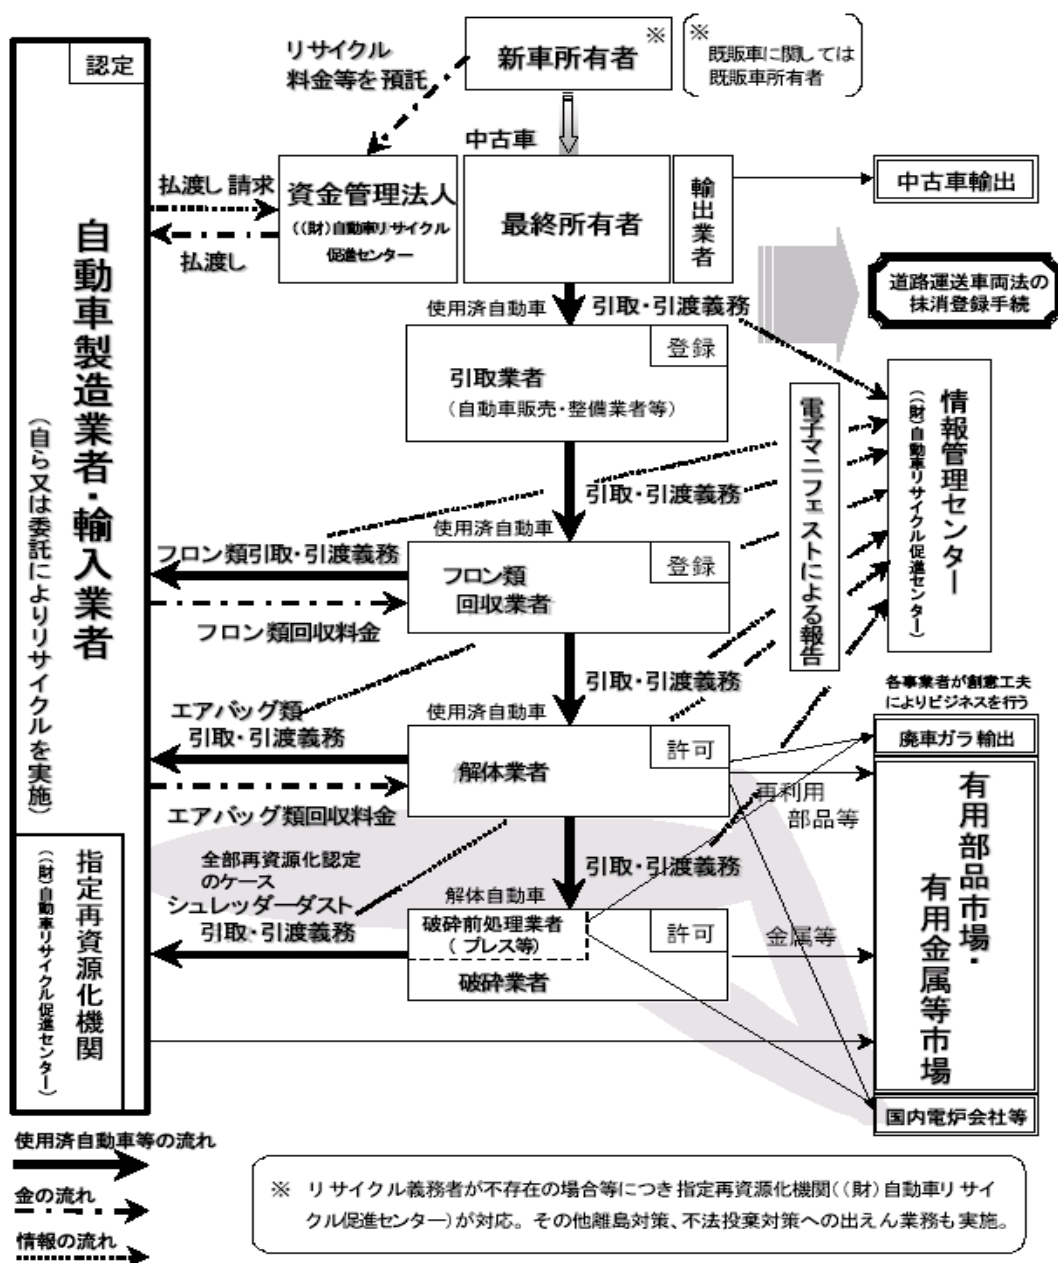 認定
リサイクル
料金等を預託
新車所有者
※
※
既販車に関しては
既販車所有者
中古車
払渡し請求
払渡し
資金管理法人
((財)自動車リサイクル
促進センター
最終所有者
輸出業者
中古車輸出
道路運送車両法の
抹消登録手続
自動車製造業者・輸入業者
(自ら又は委託によりリサイクルを実施)
使用済自動車
引取・引渡義務
登録
引取業者
(自動車販売・整備業者等)
電子マニフェストによる報告
情報管理センター
((財)自動車リサイクル促進センター)
引取・引渡義務
使用済自動車
フロン類引取・引渡義務
登録
フロン類
回収業者
フロン類回収料金
引取・引渡義務
使用済自動車
エアバッグ類
引取・引渡義務
許可
解体業者
エアバッグ類回収料金
各事業者が創意工夫
によりビジネスを行う
廃車ガラ輸出
再利用
部品等
有用部品市場・
有用金属等市場
引取・引渡義務
全部再資源化認定
のケース
解体自動車
シュレッダーダスト
引取・引渡義務
破砕前処理業者
(プレス等)
許可
破砕業者
金属等
指定再資源化機関
((財)自動車リサイクル促進センター)
国内電炉会社等
使用済自動車等の流れ
金の流れ
情報の流れ
※ リサイクル義務者が不存在の場合等につき指定再資源化機関((財)自動車リサイ
クル促進センター)が対応。その他離島対策、不法投棄対策への出えん業務も実施。